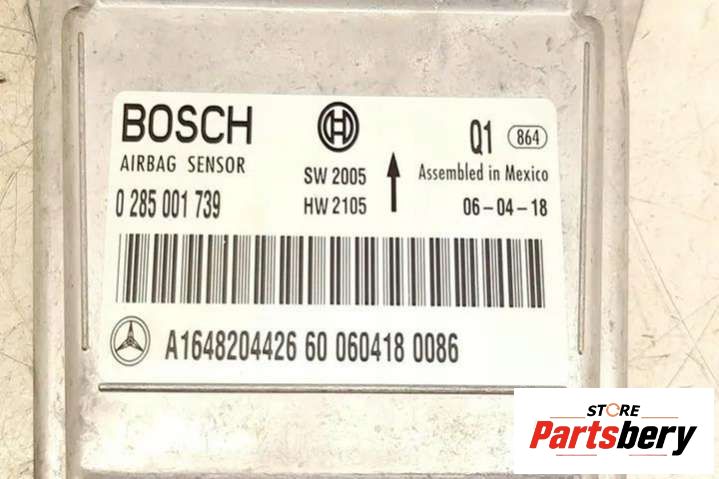 BOSCH
AIRBAG SENSOR
0 285 001 739
SW 2005
HW 2105
Q1 864
Assembled in Mexico
06-04-18
A1648204426 60 060418 0086
STORE
Partsbery